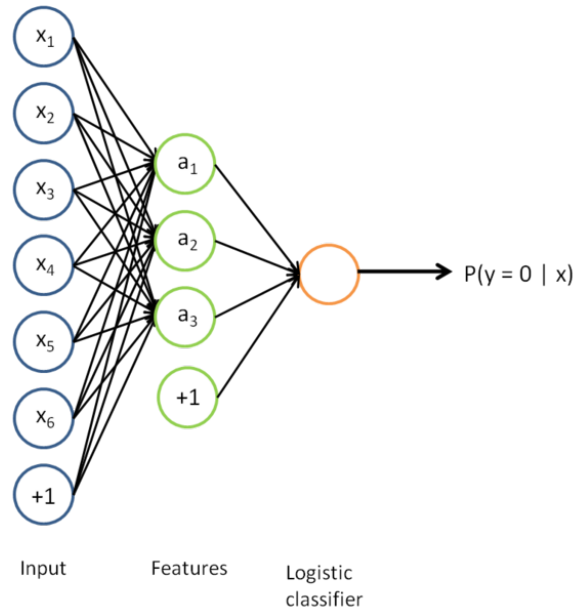 x₁
x₂
x₃
x₄
x₅
x₆
+1
a₁
a₂
a₃
+1
P(y = 0 | x)
Input
Features
Logistic
classifier